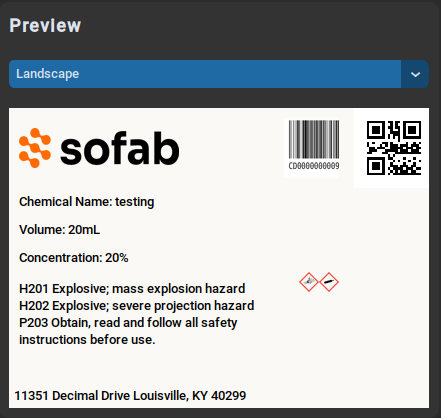 Preview
Landscape
sofab
CD0000000009
Chemical Name: testing
Volume: 20mL
Concentration: 20%
H201 Explosive; mass explosion hazard
H202 Explosive; severe projection hazard
P203 Obtain, read and follow all safety
instructions before use.
11351 Decimal Drive Louisville, KY 40299